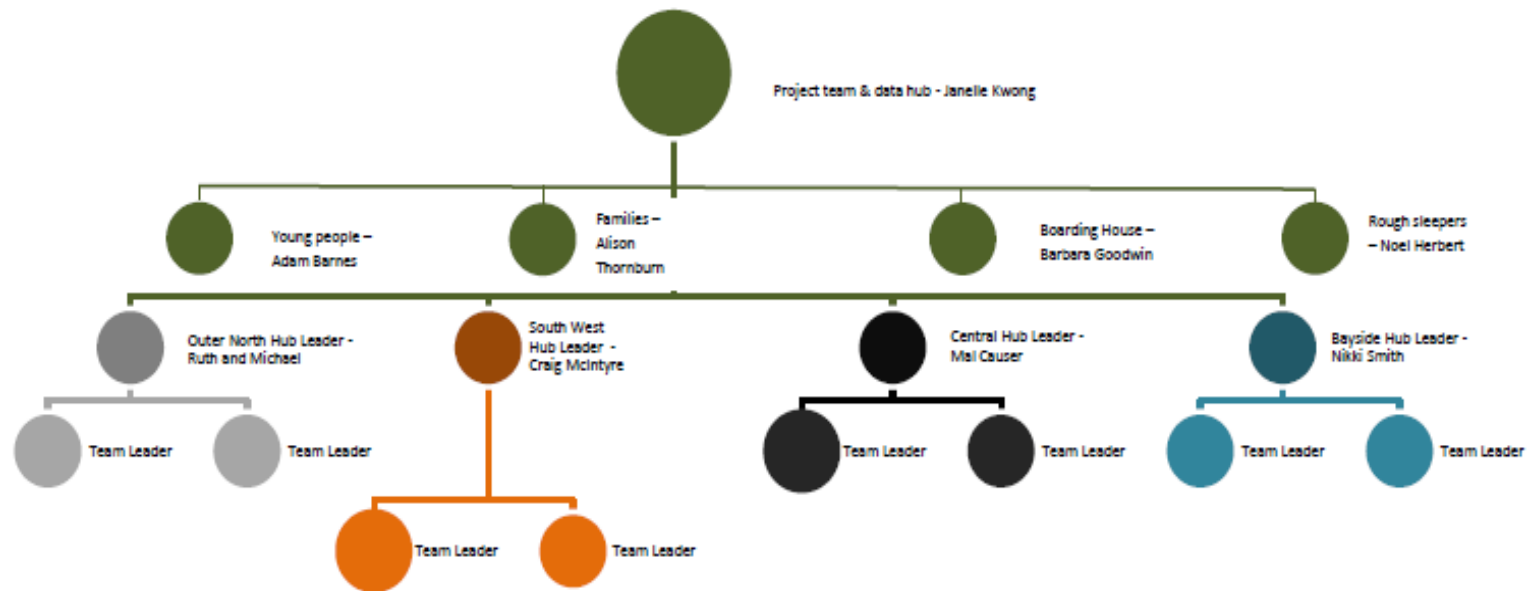 Project team & data hub - Janelle Kwong
Young people –
Adam Barnes
Families –
Alison
Thornburn
Boarding House –
Barbara Goodwin
Rough sleepers
– Noel Herbert
Outer North Hub Leader -
Ruth and Michael
South West
Hub Leader -
Craig McIntyre
Central Hub Leader -
Mal Causer
Bayside Hub Leader -
Nikki Smith
Team Leader
Team Leader
Team Leader
Team Leader
Team Leader
Team Leader
Team Leader
Team Leader